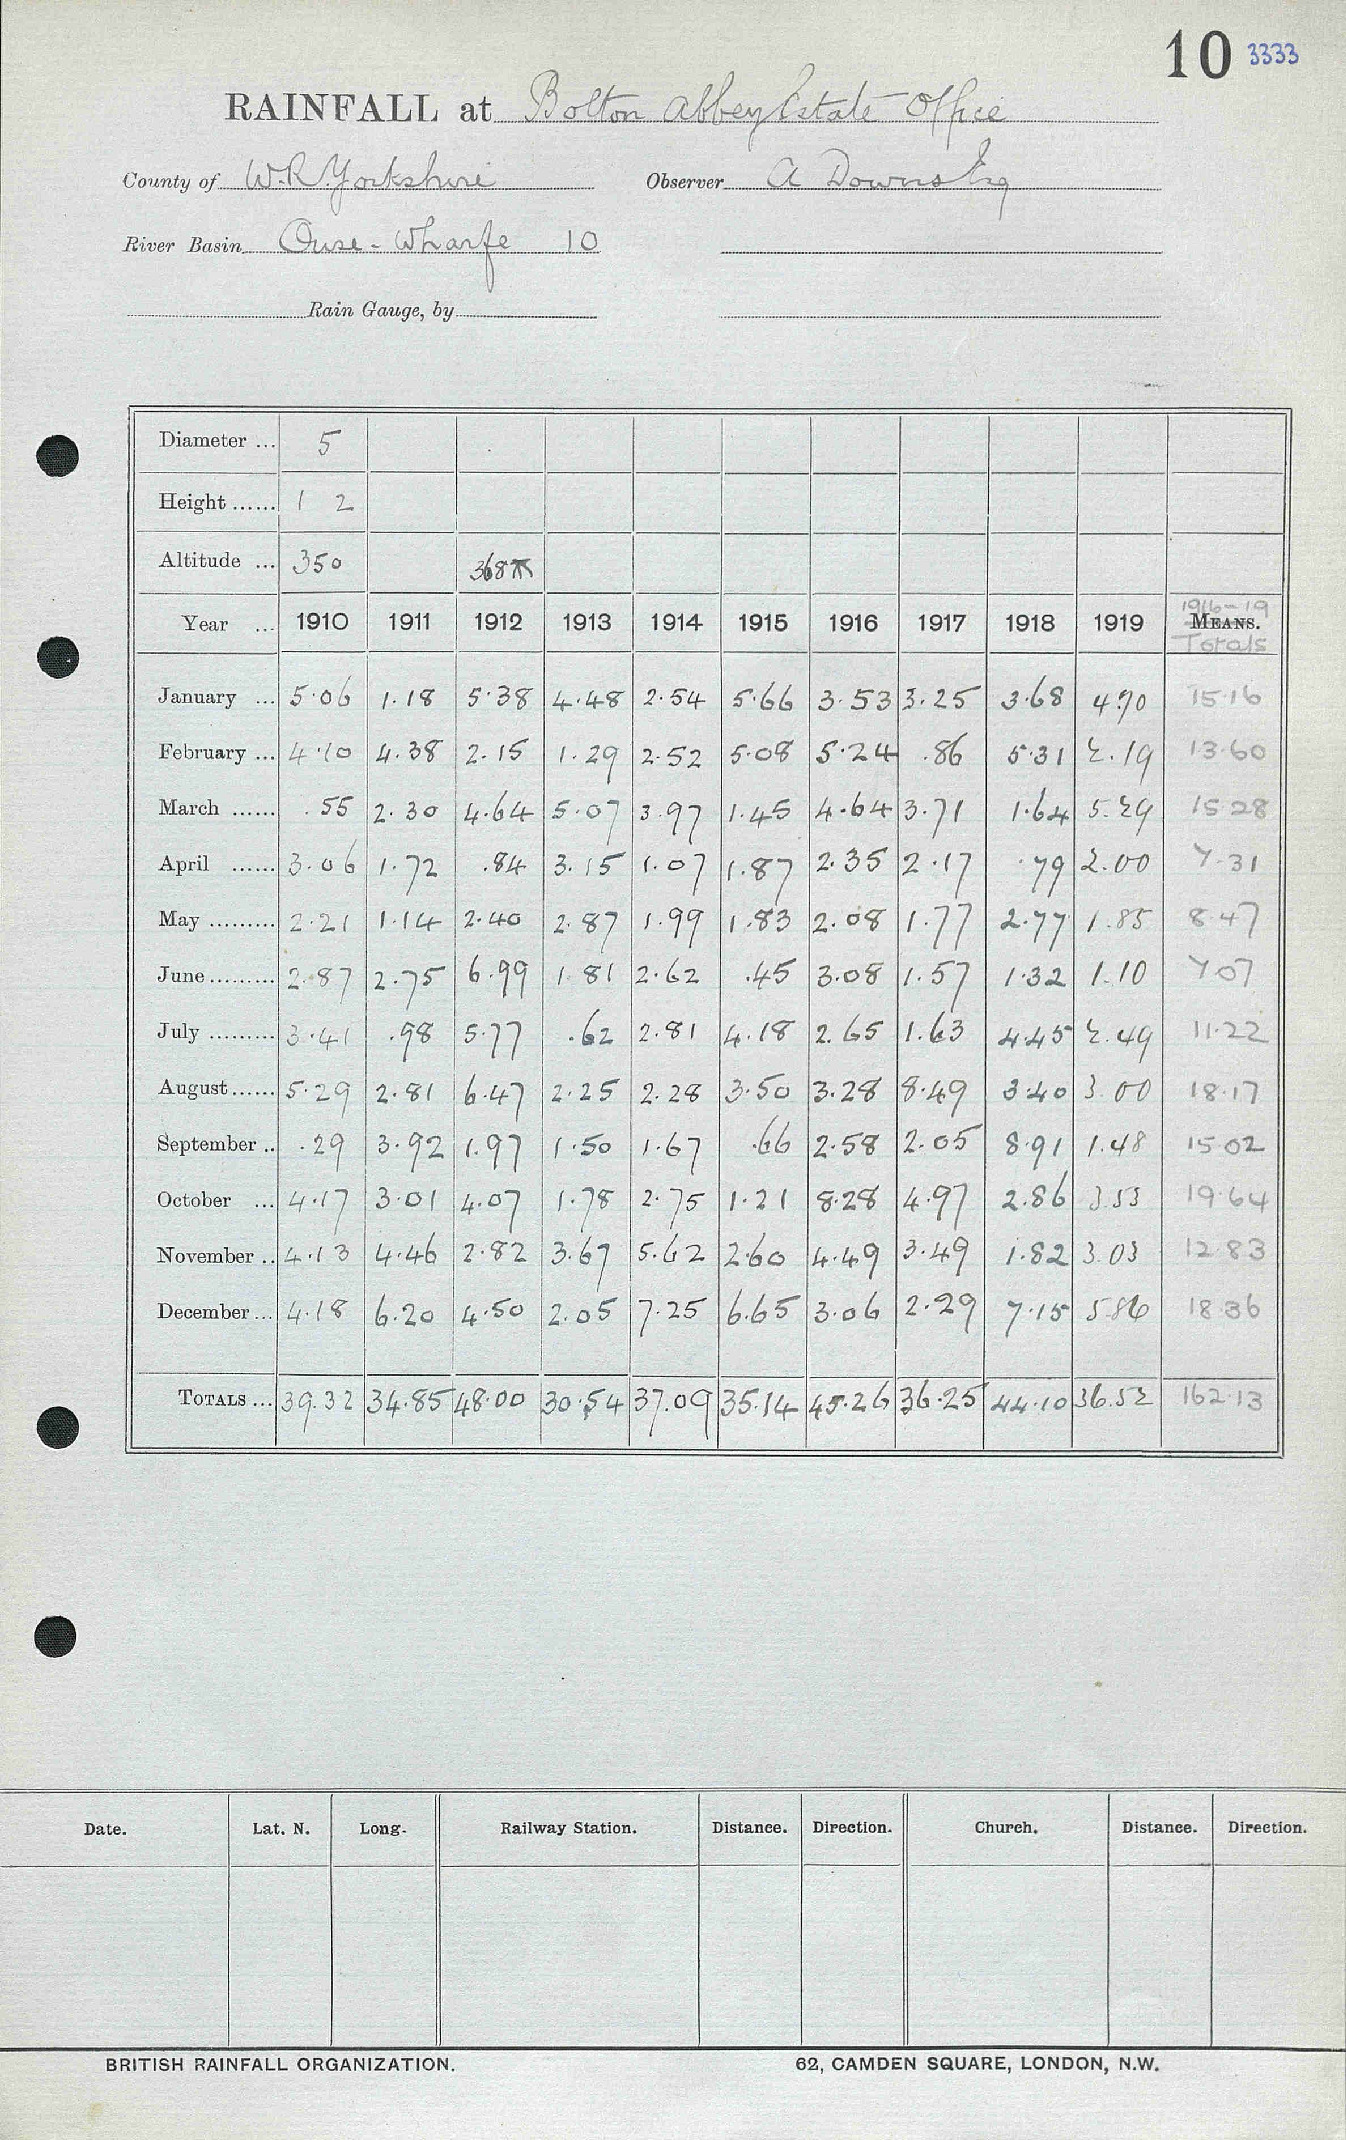 10 3333
RAINFALL at Bolton Abbey Estate Office
County of W.R. Yorkshire Observer A Downs Esq
River Basin Ouse - Wharfe 10
Rain Gauge, by
Diameter ... 5
Height ...... 1 2
Altitude ... 350 368
1916-19
Year ... 1910 1911 1912 1913 1914 1915 1916 1917 1918 1919 MEANS.
Totals
January ... 5.06 1.18 5.38 4.48 2.54 5.66 3.53 3.25 3.68 4.70 15.16
February ... 4.10 4.38 2.15 1.29 2.52 5.08 5.24 .86 5.31 2.19 13.60
March ...... .55 2.30 4.64 5.07 3.97 1.45 4.64 3.71 1.64 5.29 15.28
April ...... 3.06 1.72 .84 3.15 1.07 1.87 2.35 2.17 .79 2.00 7.31
May ......... 2.21 1.14 2.40 2.87 1.99 1.83 2.08 1.77 2.77 1.85 8.47
June ......... 2.87 2.75 6.99 1.81 2.62 .45 3.08 1.57 1.32 1.10 7.07
July ......... 3.41 .98 5.77 .62 2.81 4.18 2.65 1.63 4.45 2.49 11.22
August ...... 5.29 2.81 6.47 2.25 2.28 3.50 3.28 8.49 3.40 3.00 18.17
September .. .29 3.92 1.97 1.50 1.67 .66 2.58 2.05 8.91 1.48 15.02
October ... 4.17 3.01 4.07 1.78 2.75 1.21 8.28 4.97 2.86 3.53 19.64
November .. 4.13 4.46 2.82 3.67 5.62 2.60 4.49 3.49 1.82 3.03 12.83
December ... 4.18 6.20 4.50 2.05 7.25 6.65 3.06 2.29 7.15 5.86 18.36
TOTALS ... 39.32 34.85 48.00 30.54 37.09 35.14 45.26 36.25 44.10 36.52 162.13
Date. Lat. N. Long. Railway Station. Distance. Direction. Church. Distance. Direction.
BRITISH RAINFALL ORGANIZATION. 62, CAMDEN SQUARE, LONDON, N.W.